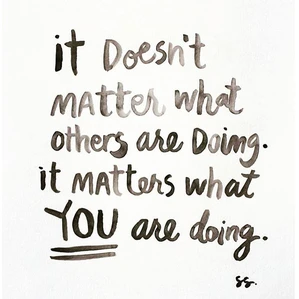 it Doesn't
MAtter what
others are Doing.
it MAtters what
YOU are doing.
SS.